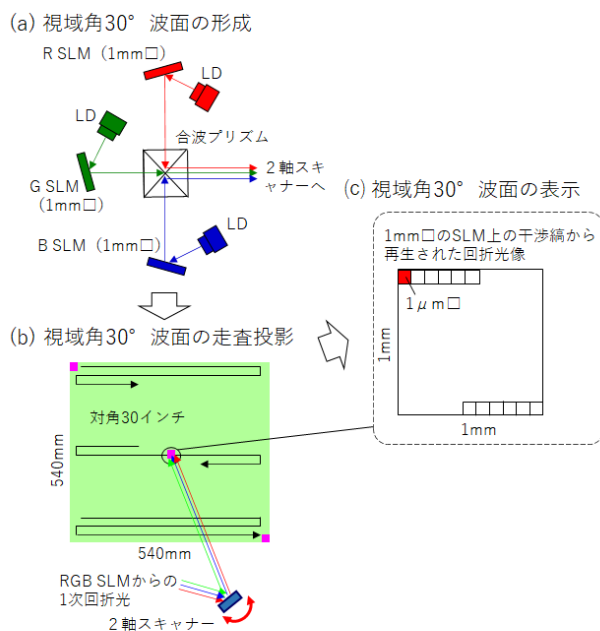 (a) 視域角30° 波面の形成
R SLM（1mm□）
LD
LD
合波プリズム
G SLM
(1mm□)
２軸スキ
ャナーへ
LD
B SLM（1mm□）
(b) 視域角30° 波面の走査投影
対角30インチ
540mm
540mm
RGB SLMからの
1次回折光
２軸スキャナー
(c) 視域角30° 波面の表示
1mm□のSLM上の干渉縞から
再生された回折光像
1μm□
1mm
1mm